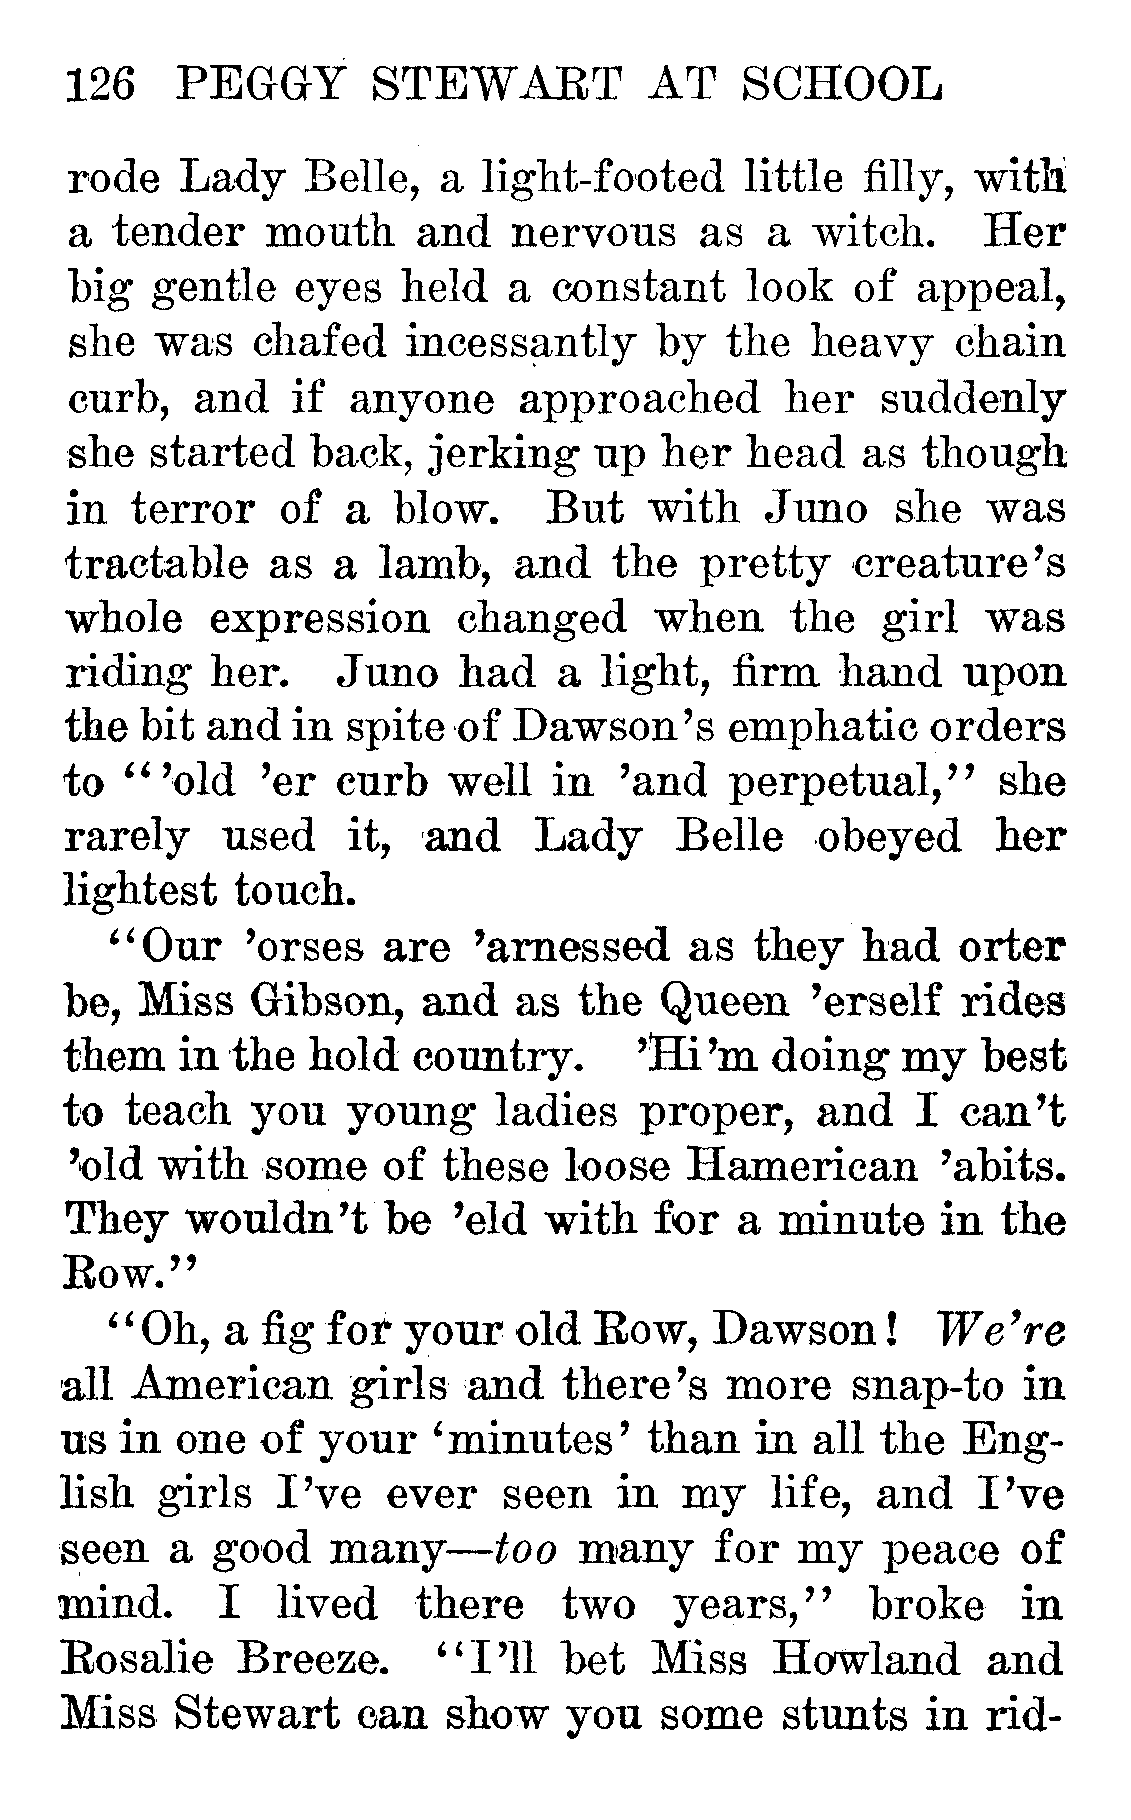 126 PEGGY STEWART AT SCHOOL
rode Lady Belle, a light-footed little filly, with
a tender mouth and nervous as a witch. Her
big gentle eyes held a constant look of appeal,
she was chafed incessantly by the heavy chain
curb, and if anyone approached her suddenly
she started back, jerking up her head as though
in terror of a blow. But with Juno she was
tractable as a lamb, and the pretty creature's
whole expression changed when the girl was
riding her. Juno had a light, firm hand upon
the bit and in spite of Dawson's emphatic orders
to "'old 'er curb well in 'and perpetual," she
rarely used it, and Lady Belle obeyed her
lightest touch.
"Our 'orses are 'arnessed as they had orter
be, Miss Gibson, and as the Queen 'erself rides
them in the hold country. 'Hi'm doing my best
to teach you young ladies proper, and I can't
'old with some of these loose Hamerican 'abits.
They wouldn't be 'eld with for a minute in the
Row."
"Oh, a fig for your old Row, Dawson! We're
all American girls and there's more snap-to in
us in one of your 'minutes' than in all the Eng-
lish girls I've ever seen in my life, and I've
seen a good many—too many for my peace of
mind. I lived there two years," broke in
Rosalie Breeze. "I'll bet Miss Howland and
Miss Stewart can show you some stunts in rid-